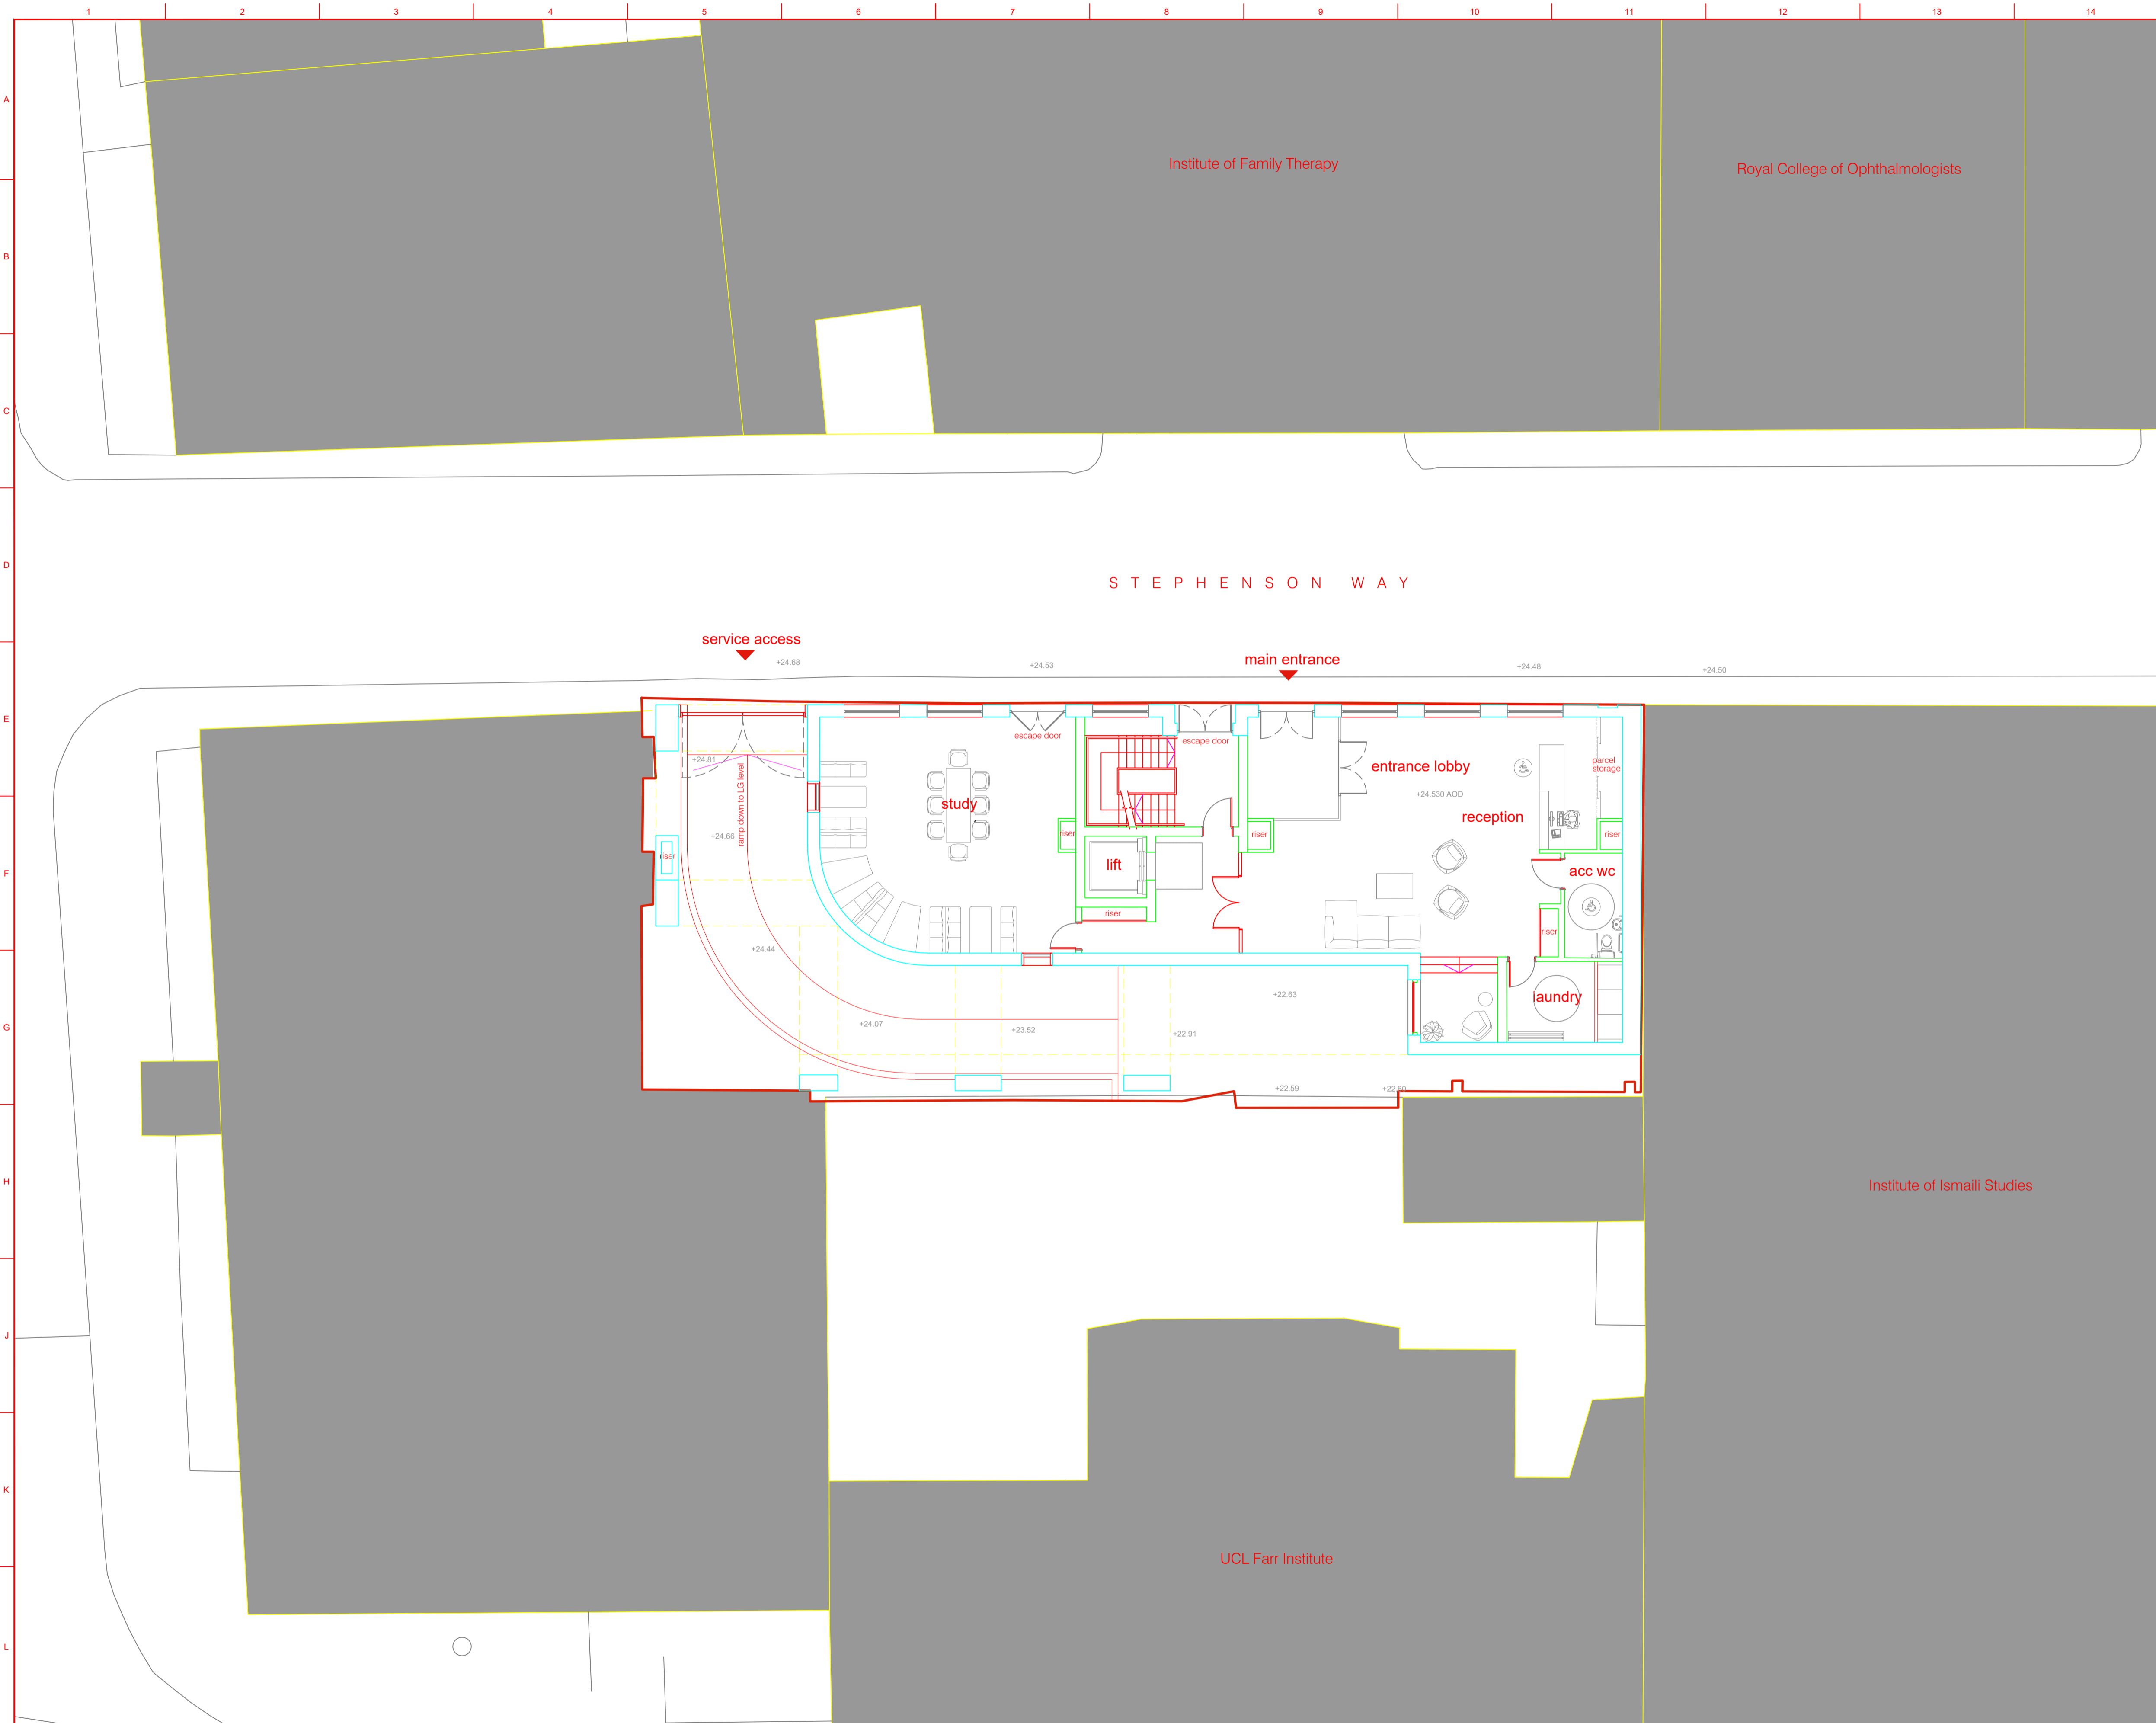 1 2 3 4 5 6 7 8 9 10 11 12 13 14
A
Institute of Family Therapy
Royal College of Ophthalmologists
B
C
D
STEPHENSON WAY
service access
main entrance
+24.68
+24.53
+24.48
+24.50
E
escape door
escape door
+24.81
ramp down to LG level
entrance lobby
parcel
storage
+24.530 AOD
study
reception
+24.66
riser
riser
riser
riser
F
lift
acc wc
riser
riser
+24.44
G
+22.63
laundry
+24.07
+23.52
+22.91
+22.59
+22.60
H
Institute of Ismaili Studies
J
K
UCL Farr Institute
L